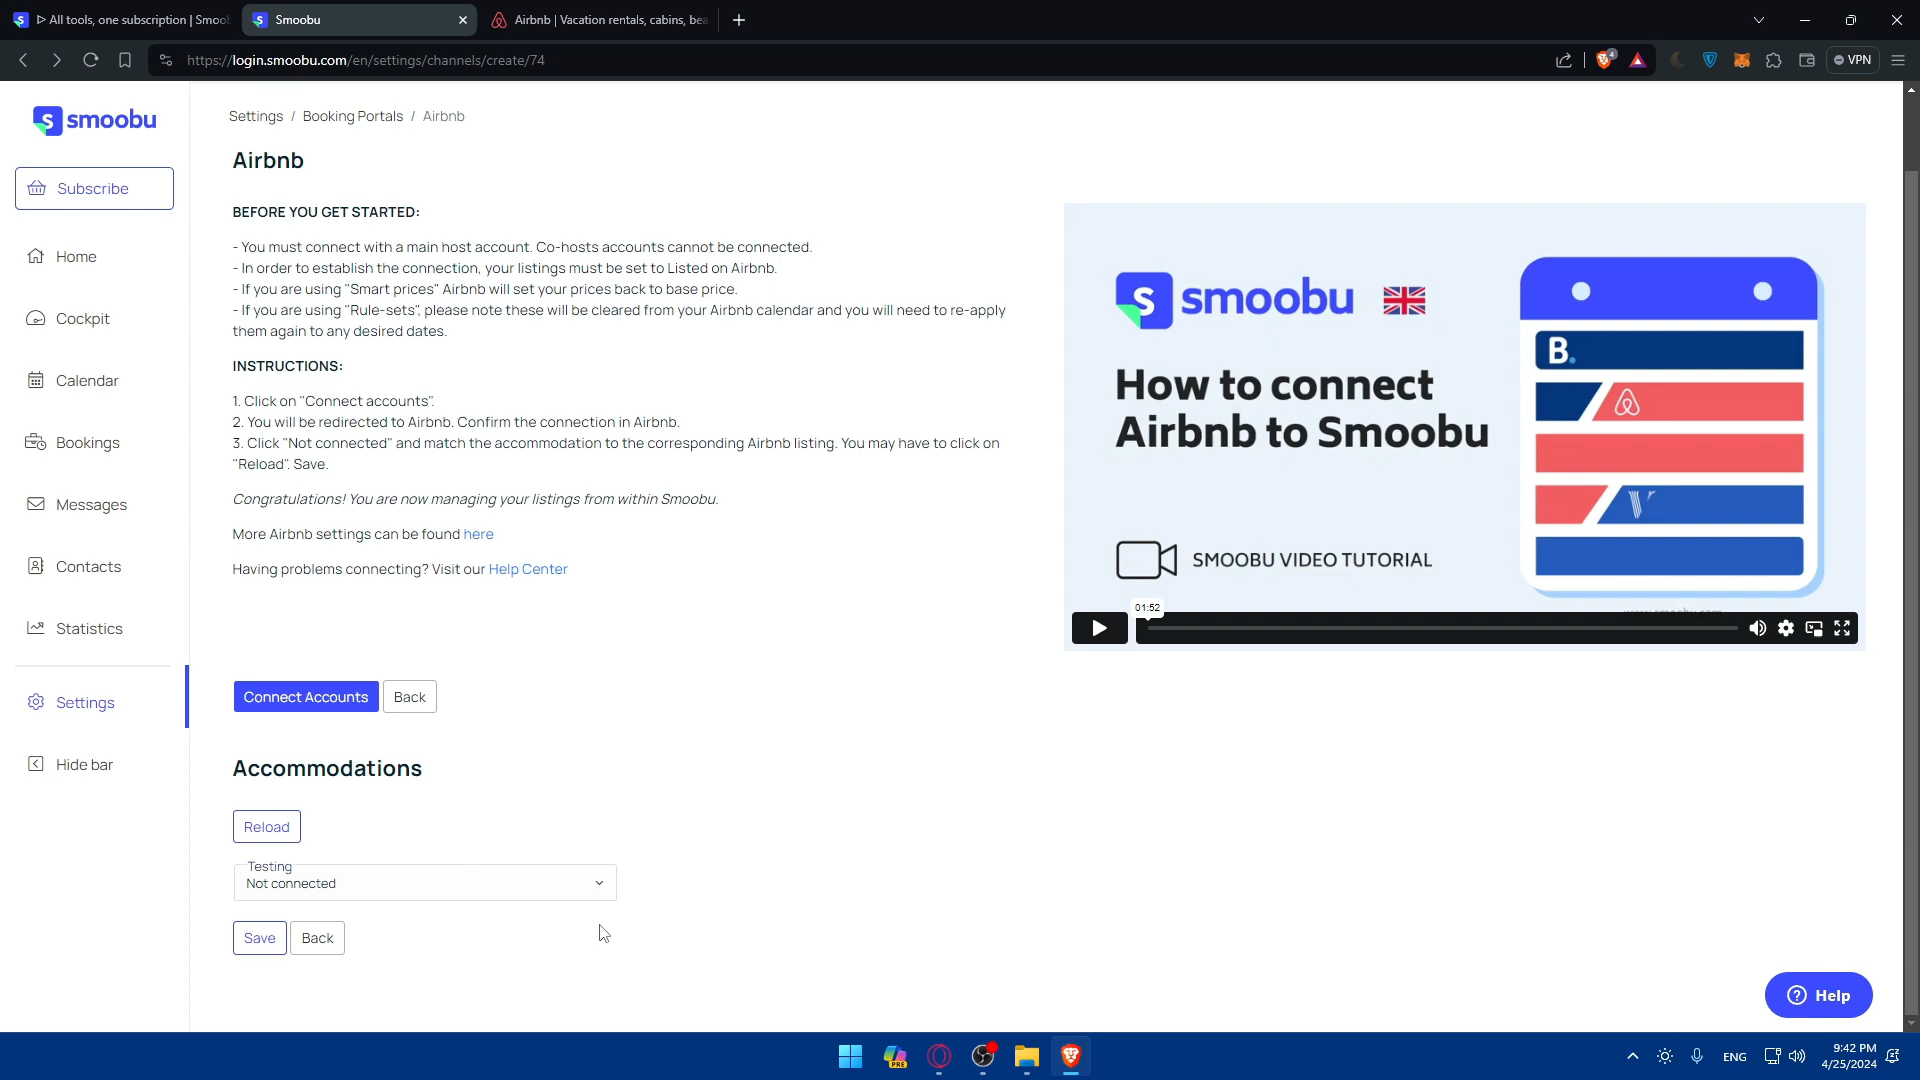 ▷ All tools, one subscription | Smoob
Smoobu
Airbnb | Vacation rentals, cabins, bea
https://login.smoobu.com/en/settings/channels/create/74
4
VPN
smoobu
Subscribe
Home
Cockpit
Calendar
Bookings
Messages
Contacts
Statistics
Settings
Hide bar
Settings / Booking Portals / Airbnb
Airbnb
BEFORE YOU GET STARTED:
- You must connect with a main host account. Co-hosts accounts cannot be connected.
- In order to establish the connection, your listings must be set to Listed on Airbnb.
- If you are using "Smart prices" Airbnb will set your prices back to base price.
- If you are using "Rule-sets", please note these will be cleared from your Airbnb calendar and you will need to re-apply
them again to any desired dates.
INSTRUCTIONS:
1. Click on "Connect accounts".
2. You will be redirected to Airbnb. Confirm the connection in Airbnb.
3. Click "Not connected" and match the accommodation to the corresponding Airbnb listing. You may have to click on
"Reload". Save.
Congratulations! You are now managing your listings from within Smoobu.
More Airbnb settings can be found here
Having problems connecting? Visit our Help Center
smoobu
How to connect
Airbnb to Smoobu
SMOOBU VIDEO TUTORIAL
B.
01:52
Connect Accounts
Back
Accommodations
Reload
Testing
Not connected
Save
Back
Help
PRE
ENG
9:42 PM
4/25/2024